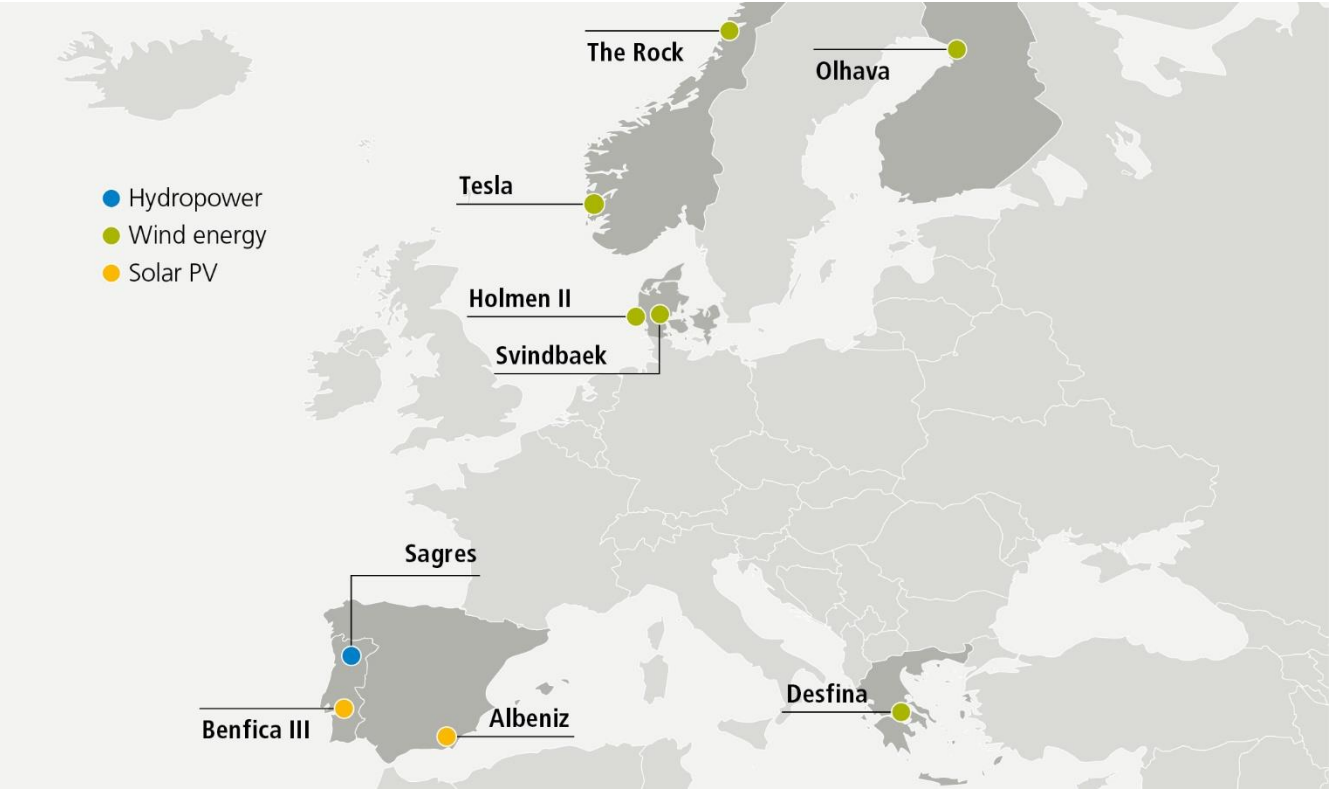 The Rock
Olhava
Tesla
Hydropower
Wind energy
Solar PV
Holmen II
Svindbaek
Sagres
Desfina
Albeniz
Benfica III